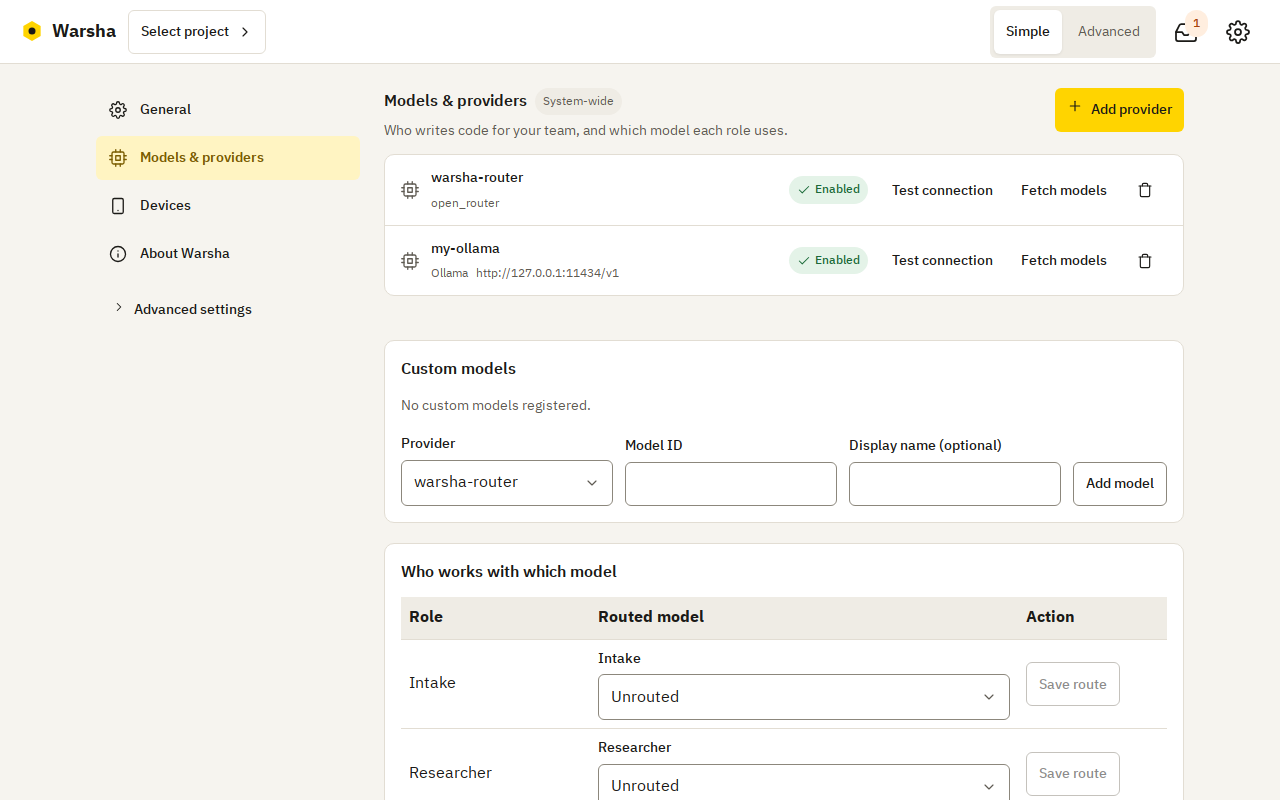 Warsha
Select project
Simple
Advanced
1
General
Models & providers
Devices
About Warsha
Advanced settings
Models & providers
System-wide
Add provider
Who writes code for your team, and which model each role uses.
warsha-router
open_router
Enabled
Test connection
Fetch models
my-ollama
Ollama http://127.0.0.1:11434/v1
Enabled
Test connection
Fetch models
Custom models
No custom models registered.
Provider
Model ID
Display name (optional)
warsha-router
Add model
Who works with which model
Role
Routed model
Action
Intake
Intake
Unrouted
Save route
Researcher
Researcher
Unrouted
Save route